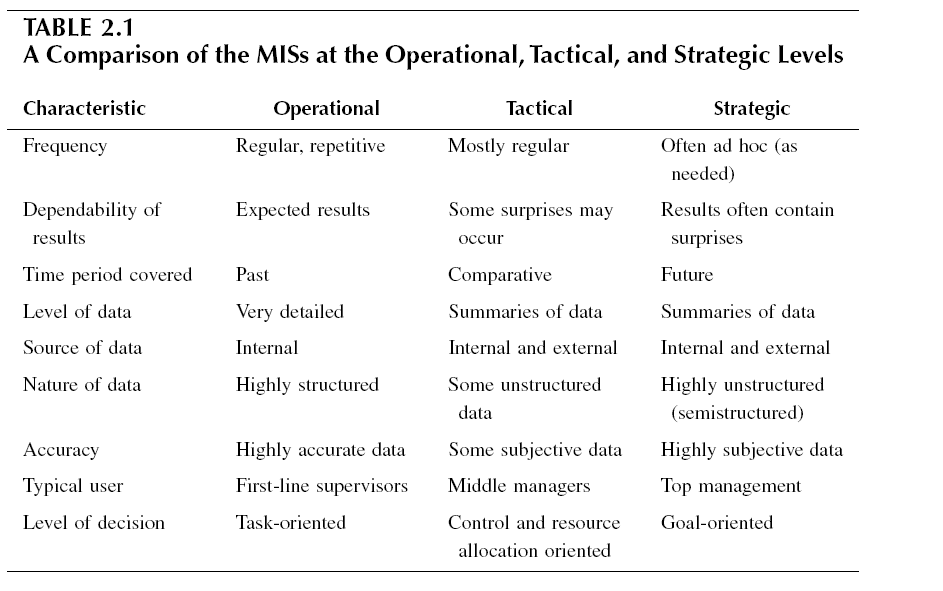 TABLE 2.1
A Comparison of the MISs at the Operational, Tactical, and Strategic Levels
Characteristic Operational Tactical Strategic
Frequency Regular, repetitive Mostly regular Often ad hoc (as
needed)
Dependability of Expected results Some surprises may Results often contain
results occur surprises
Time period covered Past Comparative Future
Level of data Very detailed Summaries of data Summaries of data
Source of data Internal Internal and external Internal and external
Nature of data Highly structured Some unstructured Highly unstructured
data (semistructured)
Accuracy Highly accurate data Some subjective data Highly subjective data
Typical user First-line supervisors Middle managers Top management
Level of decision Task-oriented Control and resource Goal-oriented
allocation oriented